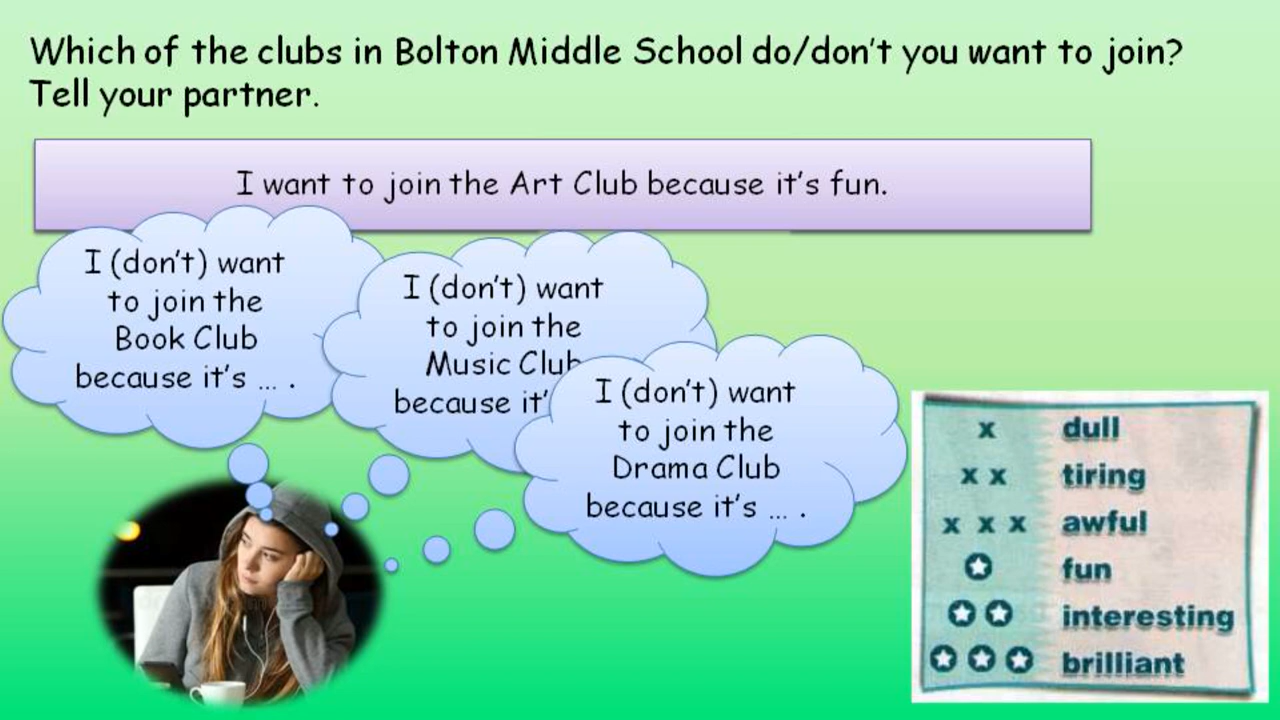 Which of the clubs in Bolton Middle School do/don't you want to join?
Tell your partner.
I want to join the Art Club because it's fun.
I (don't) want
to join the
Book Club
because it's ... .
I (don't) want
to join the
Music Club
because it'
I (don't) want
to join the
Drama Club
because it's ... .
x dull
x x tiring
x x x awful
fun
interesting
brilliant